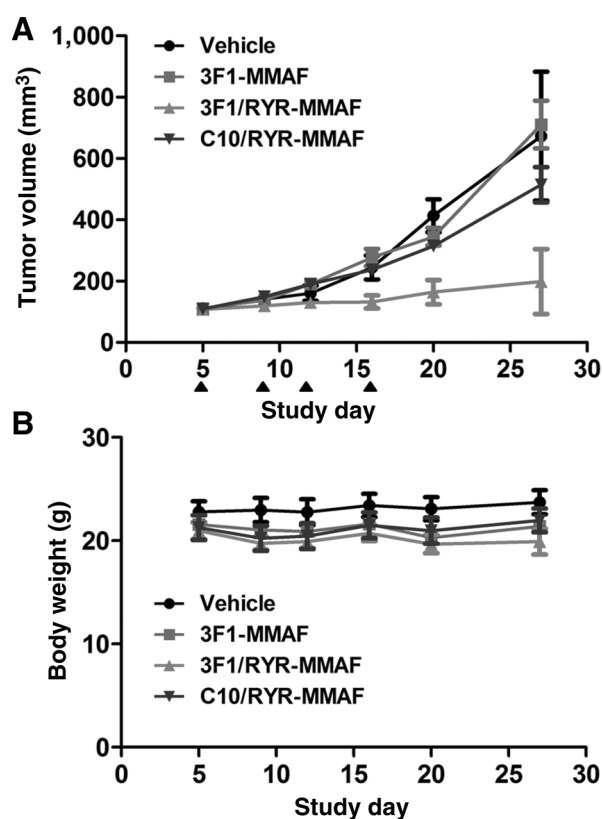 A
1,000
800
600
400
200
0
Tumor volume (mm³)
Vehicle
3F1-MMAF
3F1/RYR-MMAF
C10/RYR-MMAF
0 5 10 15 20 25 30
Study day
B
30
20
10
0
Body weight (g)
Vehicle
3F1-MMAF
3F1/RYR-MMAF
C10/RYR-MMAF
0 5 10 15 20 25 30
Study day